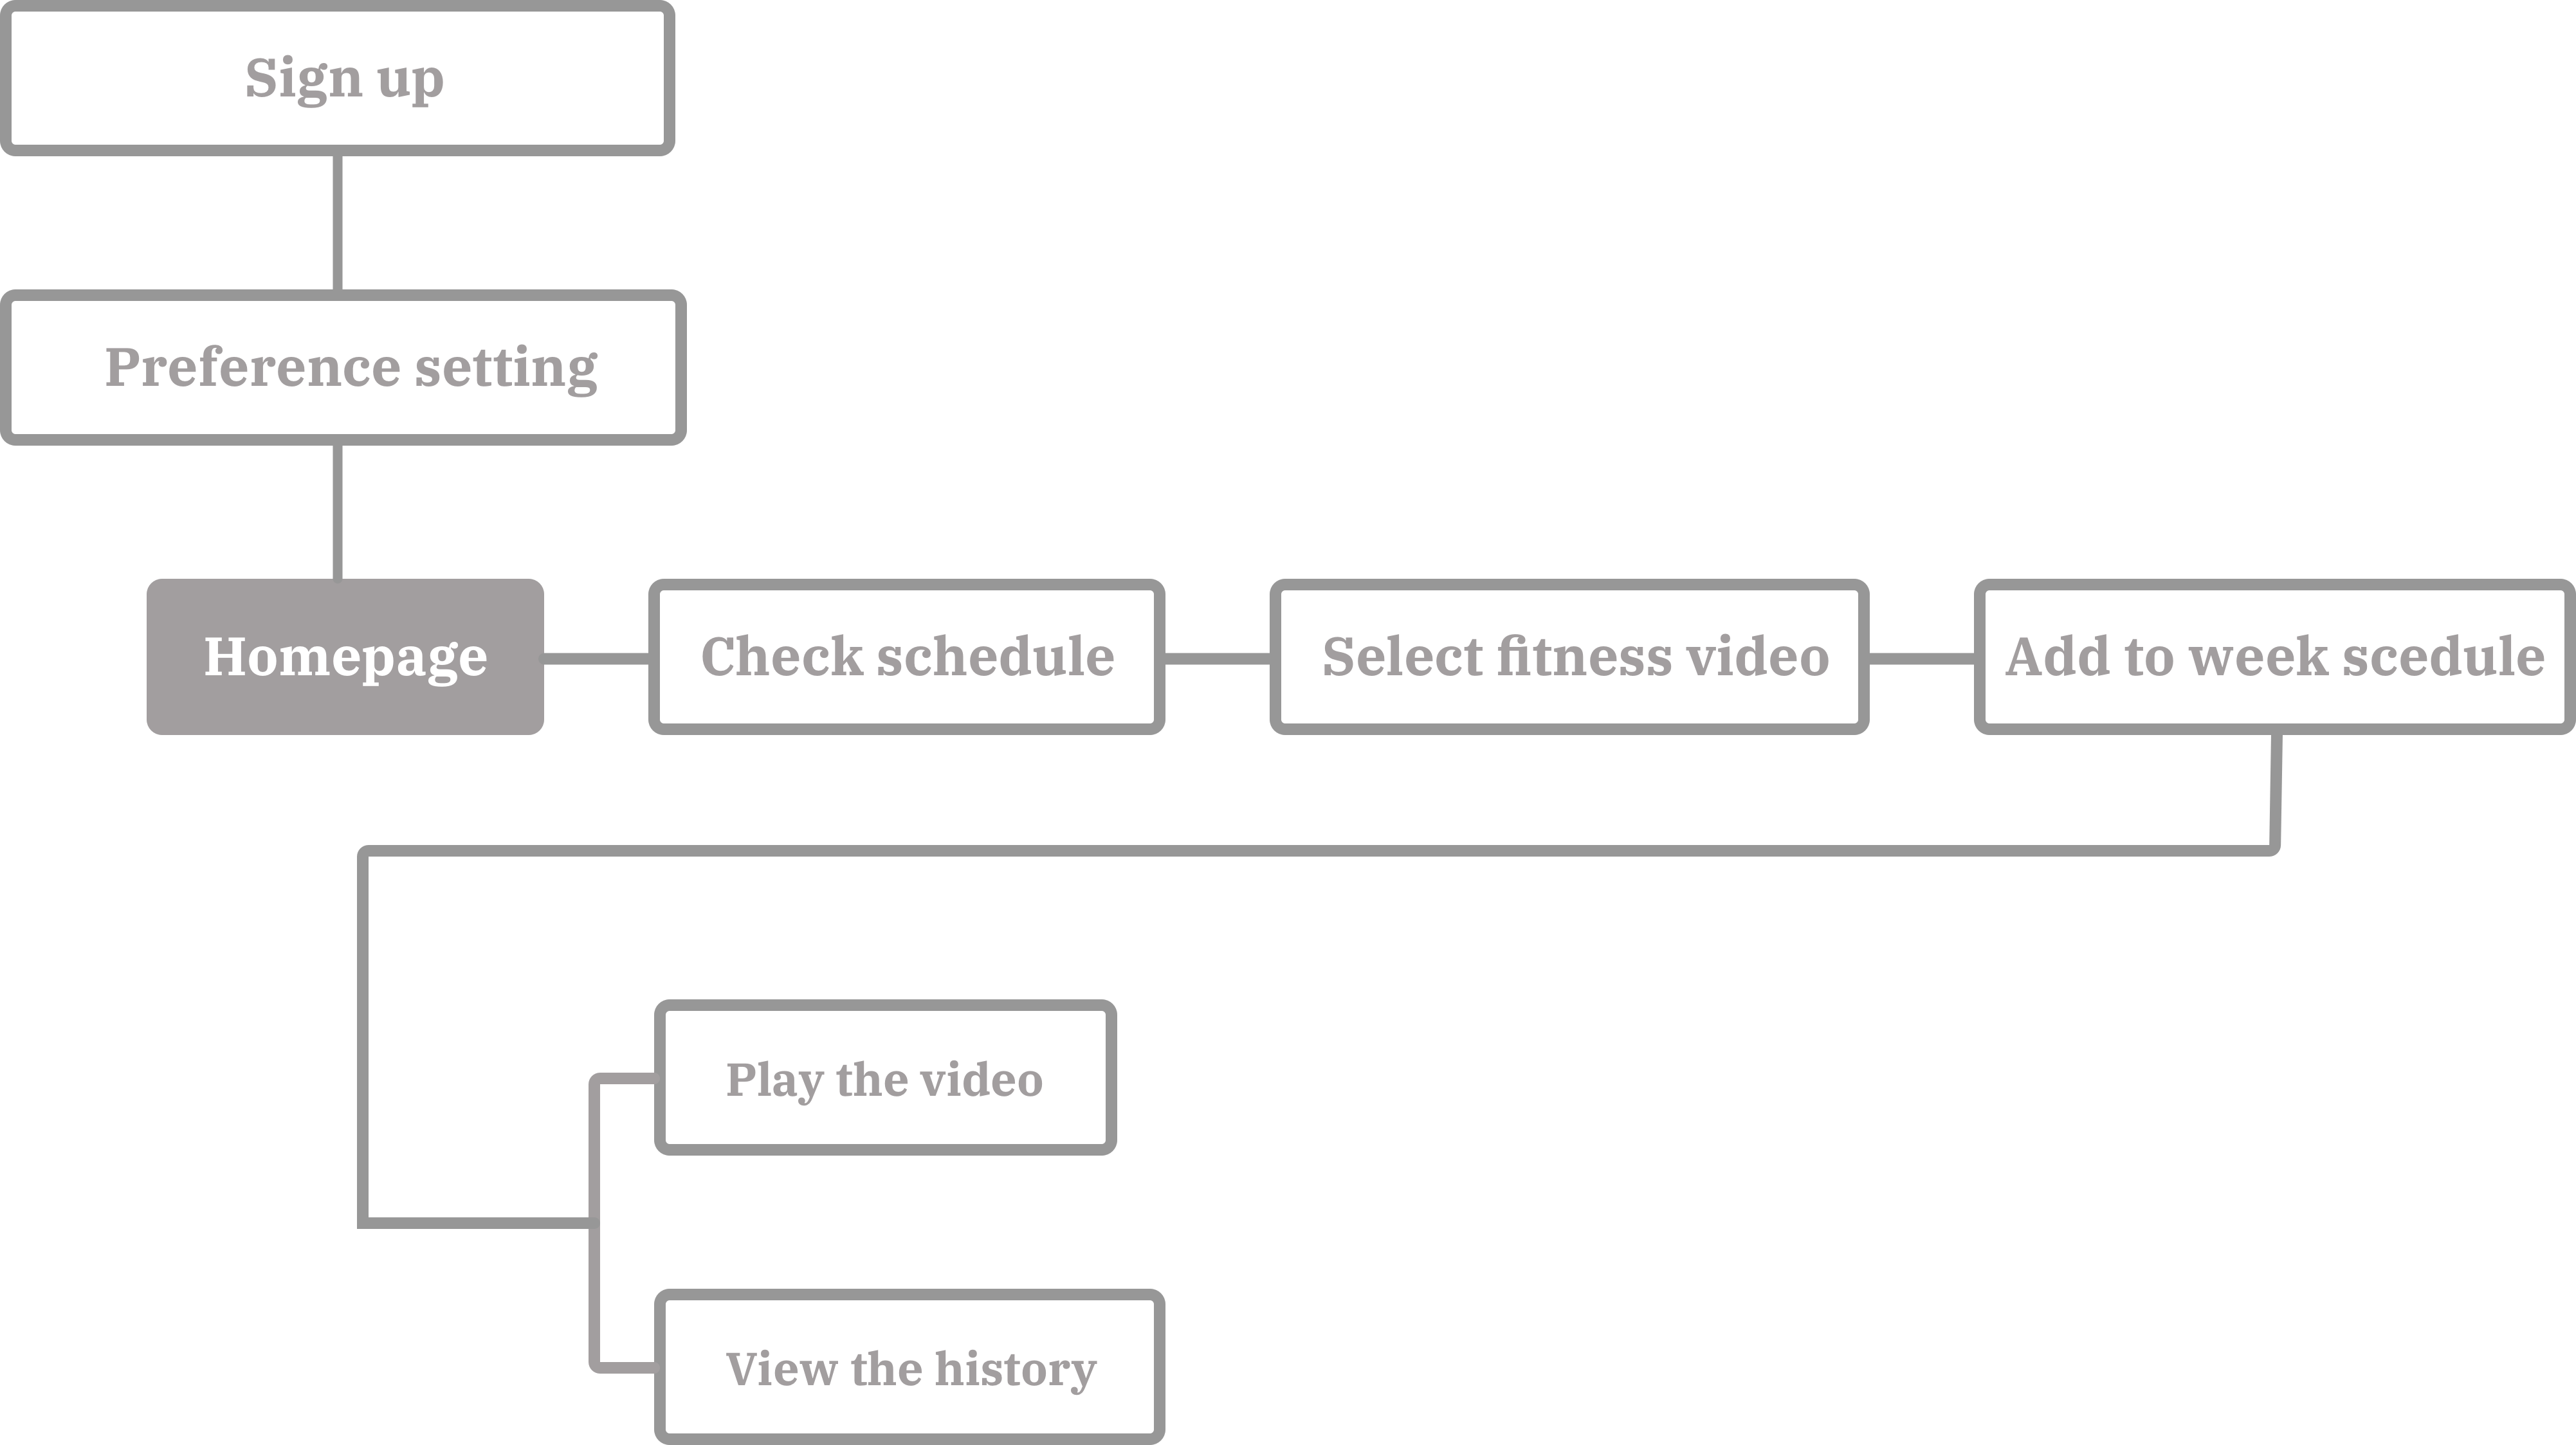 Sign up
Preference setting
Homepage
Check schedule
Select fitness video
Add to week scedule
Play the video
View the history